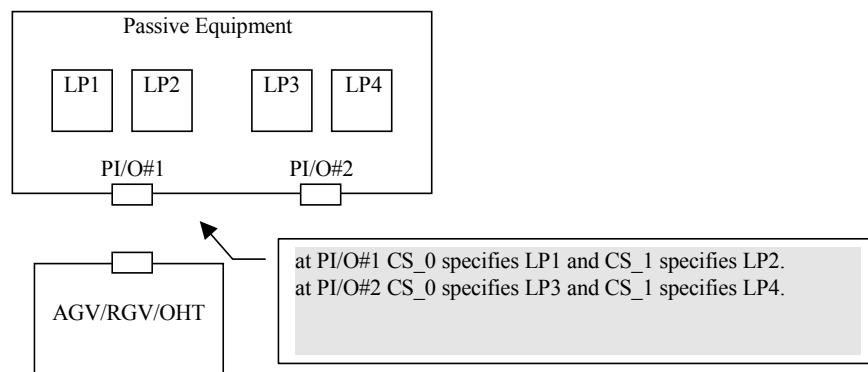 Passive Equipment
LP1 LP2 LP3 LP4
PI/O#1 PI/O#2
at PI/O#1 CS_0 specifies LP1 and CS_1 specifies LP2.
at PI/O#2 CS_0 specifies LP3 and CS_1 specifies LP4.
AGV/RGV/OHT